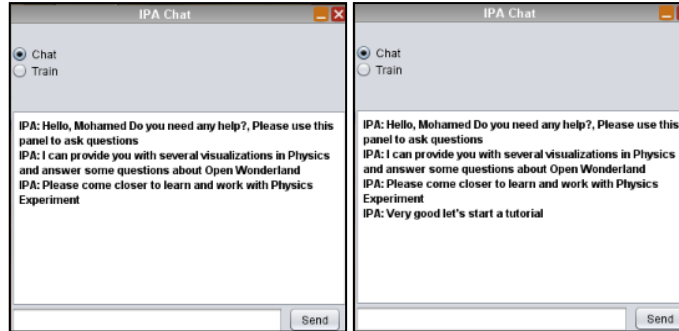 IPA Chat
Chat
Train
IPA: Hello, Mohamed Do you need any help?, Please use this
panel to ask questions
IPA: I can provide you with several visualizations in Physics
and answer some questions about Open Wonderland
IPA: Please come closer to learn and work with Physics
Experiment
Send
IPA Chat
Chat
Train
IPA: Hello, Mohamed Do you need any help?, Please use this
panel to ask questions
IPA: I can provide you with several visualizations in Physics
and answer some questions about Open Wonderland
IPA: Please come closer to learn and work with Physics
Experiment
IPA: Very good let's start a tutorial
Send